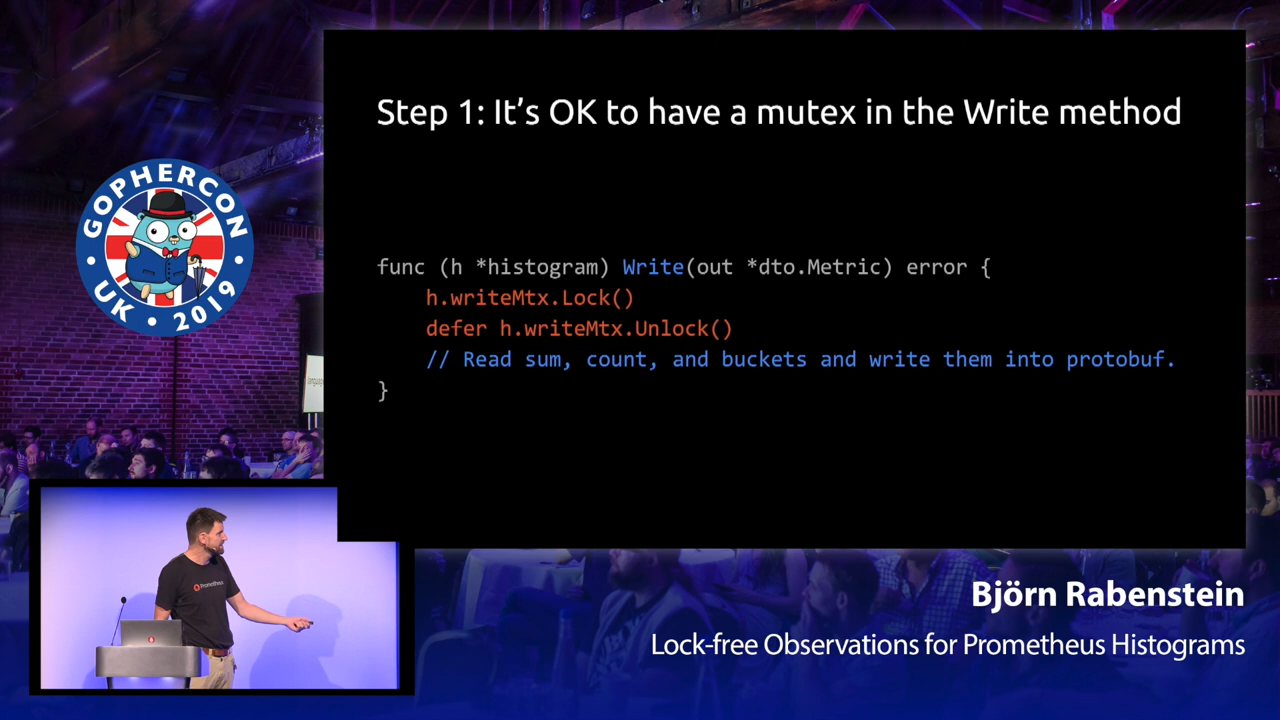 Step 1: It's OK to have a mutex in the Write method
func (h *histogram) Write(out *dto.Metric) error {
h.writeMtx.Lock()
defer h.writeMtx.Unlock()
// Read sum, count, and buckets and write them into protobuf.
}
GOPHERCON
UK • 2019
Prometheus
Björn Rabenstein
Lock-free Observations for Prometheus Histograms